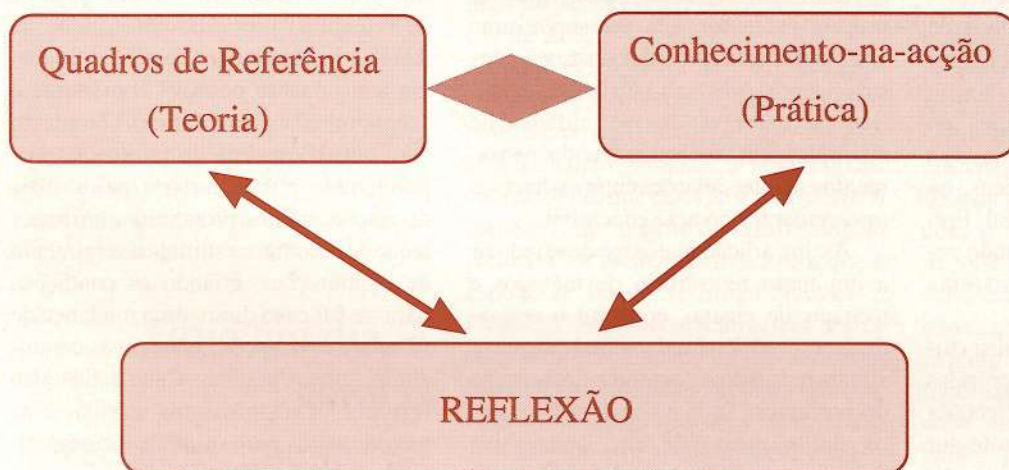 Quadros de Referência
(Teoria)
Conhecimento-na-acção
(Prática)
REFLEXÃO